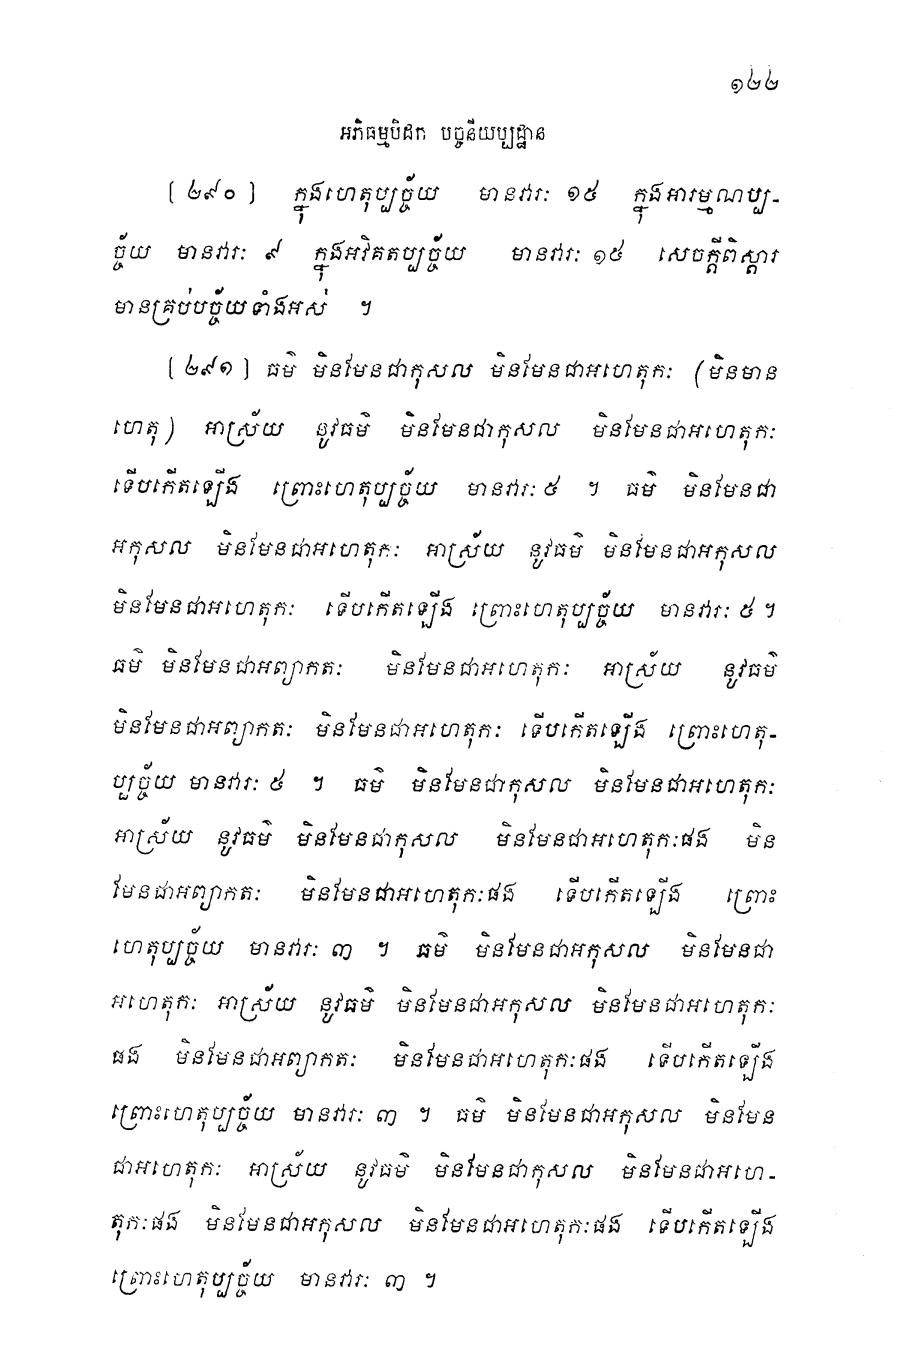 ១២២
អភិធម្មបិដក បច្ចនីយប្បដ្ឋាន
[២៩០] ក្នុងហេតុប្បច្ច័យ មានវារៈ ១៥ ក្នុងអារម្មណប្ប-
ច្ច័យ មានវារៈ ៩ ក្នុងអវិគតប្បច្ច័យ មានវារៈ ១៥ សេចក្ដីពិស្ដារ
មានគ្រប់បច្ច័យទាំងអស់ ។
[២៩១] ធម៌ មិនមែនជាកុសល មិនមែនជាអហេតុកៈ (មិនមាន
ហេតុ) អាស្រ័យ នូវធម៌ មិនមែនជាកុសល មិនមែនជាអហេតុកៈ
ទើបកើតឡើង ព្រោះហេតុប្បច្ច័យ មានវារៈ ៥ ។ ធម៌ មិនមែនជា
អកុសល មិនមែនជាអហេតុកៈ អាស្រ័យ នូវធម៌ មិនមែនជាអកុសល
មិនមែនជាអហេតុកៈ ទើបកើតឡើង ព្រោះហេតុប្បច្ច័យ មានវារៈ ៥ ។
ធម៌ មិនមែនជាអព្យាកតៈ មិនមែនជាអហេតុកៈ អាស្រ័យ នូវធម៌
មិនមែនជាអព្យាកតៈ មិនមែនជាអហេតុកៈ ទើបកើតឡើង ព្រោះហេតុ-
ប្បច្ច័យ មានវារៈ ៥ ។ ធម៌ មិនមែនជាកុសល មិនមែនជាអហេតុកៈ
អាស្រ័យ នូវធម៌ មិនមែនជាកុសល មិនមែនជាអហេតុកៈផង មិន
មែនជាអព្យាកតៈ មិនមែនជាអហេតុកៈផង ទើបកើតឡើង ព្រោះ
ហេតុប្បច្ច័យ មានវារៈ ៣ ។ ធម៌ មិនមែនជាអកុសល មិនមែនជា
អហេតុកៈ អាស្រ័យ នូវធម៌ មិនមែនជាអកុសល មិនមែនជាអហេតុកៈ
ផង មិនមែនជាអព្យាកតៈ មិនមែនជាអហេតុកៈផង ទើបកើតឡើង
ព្រោះហេតុប្បច្ច័យ មានវារៈ ៣ ។ ធម៌ មិនមែនជាអកុសល មិនមែន
ជាអហេតុកៈ អាស្រ័យ នូវធម៌ មិនមែនជាកុសល មិនមែនជាអហេ-
តុកៈផង មិនមែនជាអកុសល មិនមែនជាអហេតុកៈផង ទើបកើតឡើង
ព្រោះហេតុប្បច្ច័យ មានវារៈ ៣ ។